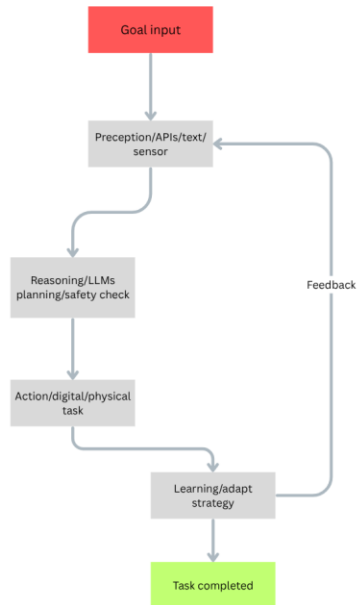 Goal input
Preception/APIs/text/
sensor
Reasoning/LLMs
planning/safety check
Feedback
Action/digital/physical
task
Learning/adapt
strategy
Task completed